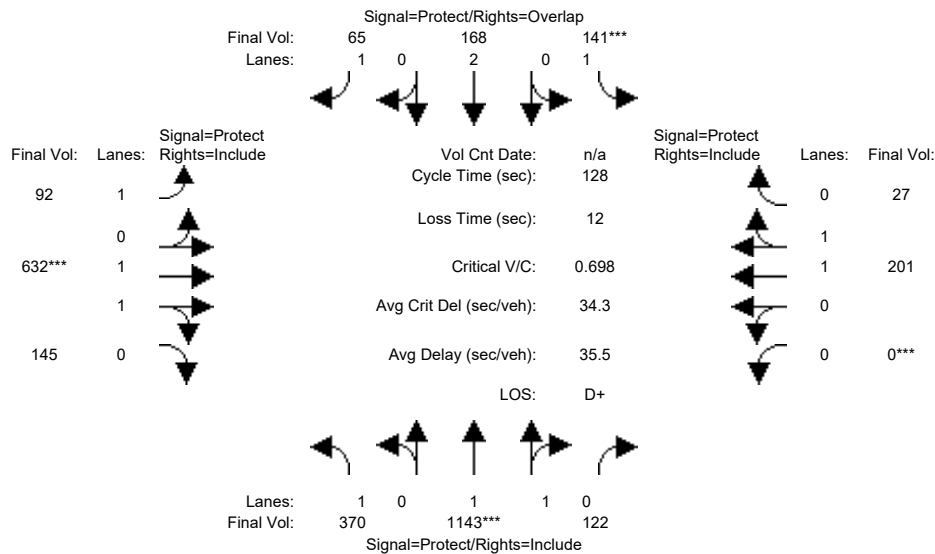 Signal=Protect/Rights=Overlap
Final Vol: 65 168 141***
Lanes: 1 0 2 0 1
Signal=Protect Signal=Protect
Final Vol: Lanes: Rights=Include Vol Cnt Date: n/a Rights=Include Lanes: Final Vol:
Cycle Time (sec): 128
92 1 0 27
Loss Time (sec): 12
0 1
632*** 1 Critical V/C: 0.698 1 201
1 Avg Crit Del (sec/veh): 34.3 0
145 0 Avg Delay (sec/veh): 35.5 0 0***
LOS: D+
Lanes: 1 0 1 1 0
Final Vol: 370 1143*** 122
Signal=Protect/Rights=Include